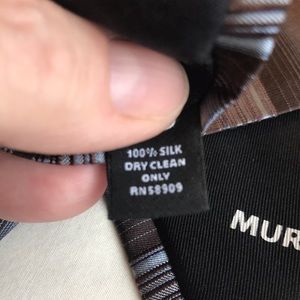 100% SILK
DRY CLEAN
ONLY
RN58909
MUR